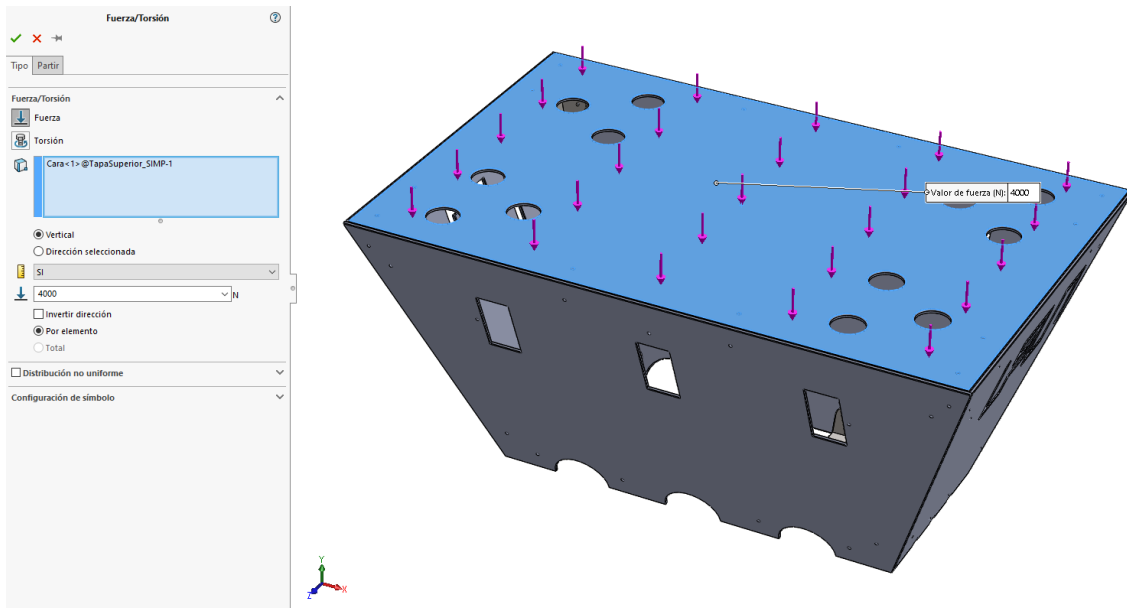 Fuerza/Torsión
Tipo Partir
Fuerza/Torsión
Fuerza
Torsión
Cara<1>@TapaSuperior_SIMP-1
Vertical
Dirección seleccionada
SI
4000 N
Invertir dirección
Por elemento
Total
Distribución no uniforme
Configuración de símbolo
Valor de fuerza (N): 4000
Y
X
Z